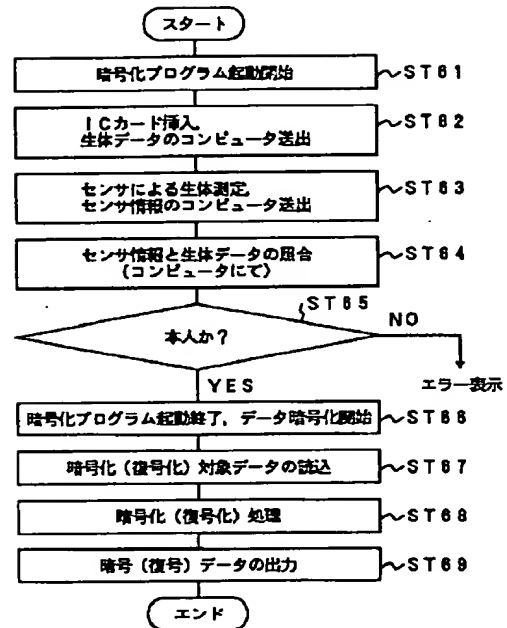 スタート
暗号化プログラム起動開始 ST61
ICカード挿入,
生体データのコンピュータ送出 ST62
センサによる生体測定,
センサ情報のコンピュータ送出 ST63
センサ情報と生体データの照合
(コンピュータにて) ST64
ST65
本人か?
NO
YES
エラー表示
暗号化プログラム起動終了,データ暗号化開始 ST66
暗号化(復号化)対象データの読込 ST67
暗号化(復号化)処理 ST68
暗号(復号)データの出力 ST69
エンド